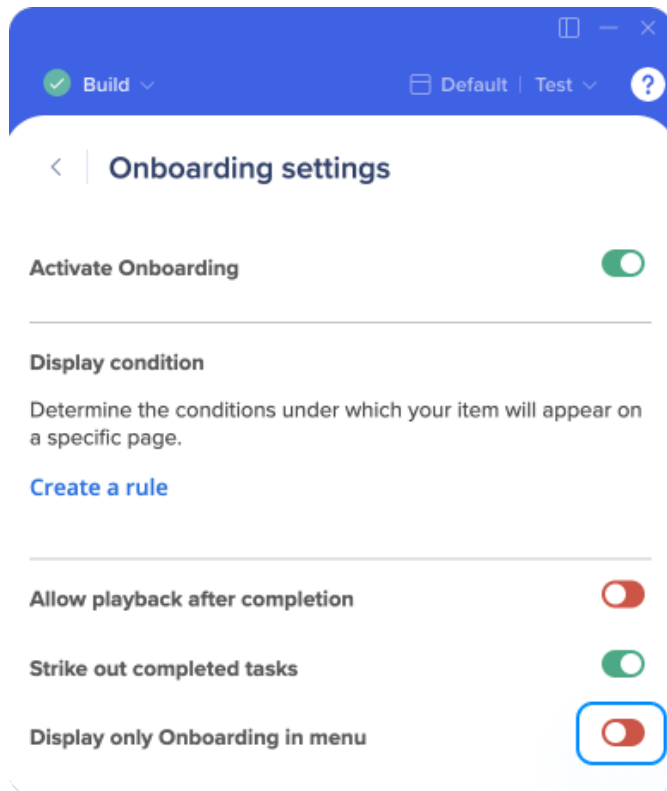 Build
Default | Test
?
Onboarding settings
Activate Onboarding
Display condition
Determine the conditions under which your item will appear on
a specific page.
Create a rule
Allow playback after completion
Strike out completed tasks
Display only Onboarding in menu